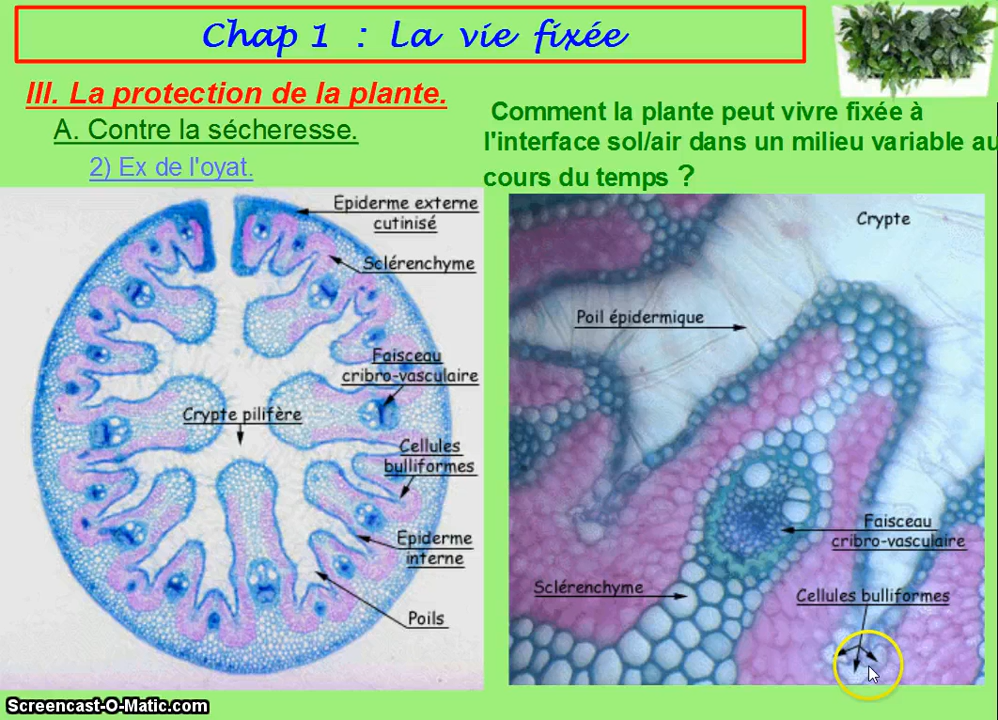 Chap 1 : La vie fixée
III. La protection de la plante.
A. Contre la sécheresse.
2) Ex de l'oyat.
Comment la plante peut vivre fixée à
l'interface sol/air dans un milieu variable au
cours du temps ?
Epiderme externe
cutinisé
Sclérenchyme
Faisceau
cribro-vasculaire
Crypte pilifère
Cellules
bulliformes
Epiderme
interne
Poils
Crypte
Poil épidermique
Faisceau
cribro-vasculaire
Sclérenchyme
Cellules bulliformes
Screencast-O-Matic.com